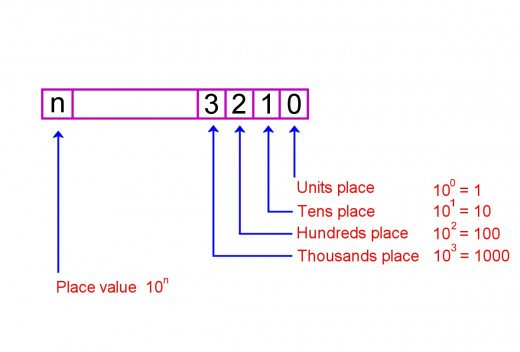 n 3 2 1 0
Units place 10⁰ = 1
Tens place 10¹ = 10
Hundreds place 10² = 100
Thousands place 10³ = 1000
Place value 10ⁿ